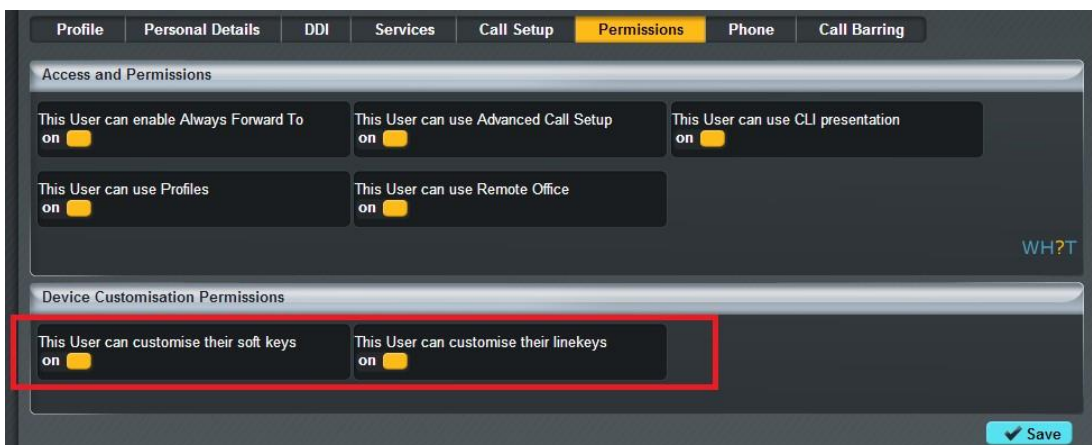 Profile Personal Details DDI Services Call Setup Permissions Phone Call Barring
Access and Permissions
This User can enable Always Forward To
on
This User can use Advanced Call Setup
on
This User can use CLI presentation
on
This User can use Profiles
on
This User can use Remote Office
on
WH?T
Device Customisation Permissions
This User can customise their soft keys
on
This User can customise their linekeys
on
Save